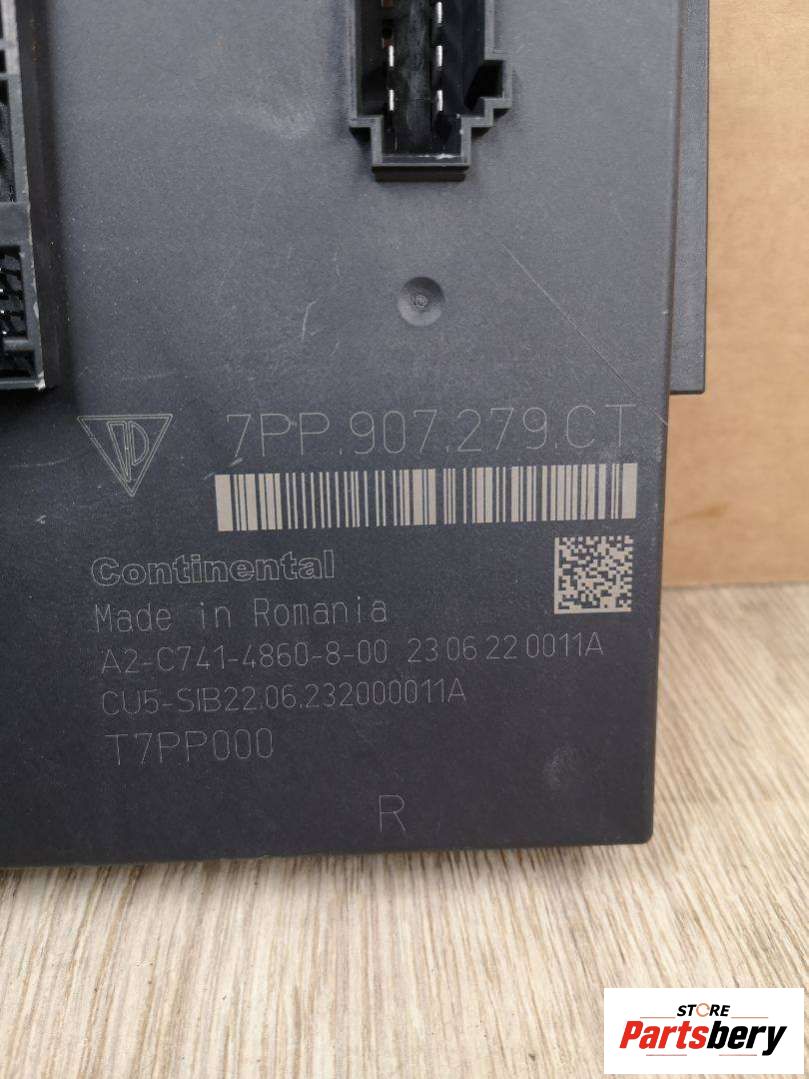 7PP.907.279.CT
Continental
Made in Romania
A2-C741-4860-8-00 23 06 22 0011A
CU5-SIB22.06.232000011A
T7PP000
R
STORE
Partsbery